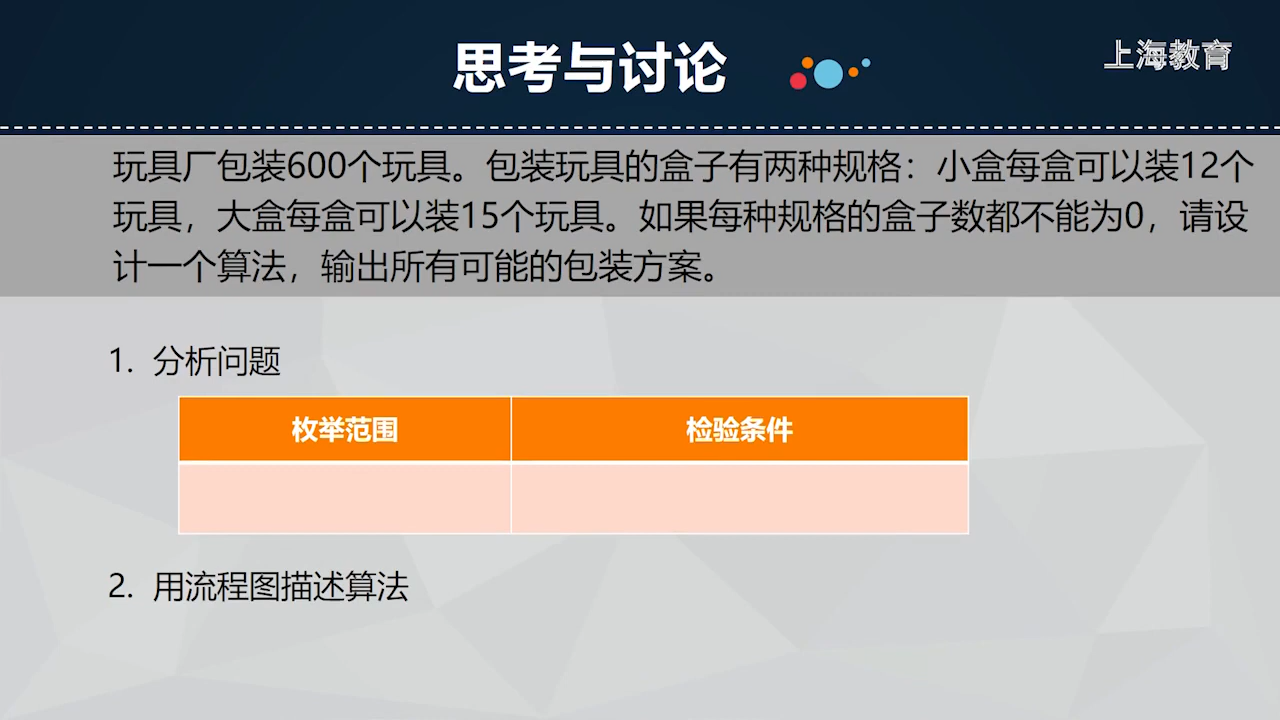 思考与讨论
上海教育
玩具厂包装600个玩具。包装玩具的盒子有两种规格：小盒每盒可以装12个
玩具，大盒每盒可以装15个玩具。如果每种规格的盒子数都不能为0，请设
计一个算法，输出所有可能的包装方案。
1. 分析问题
枚举范围 检验条件
2. 用流程图描述算法